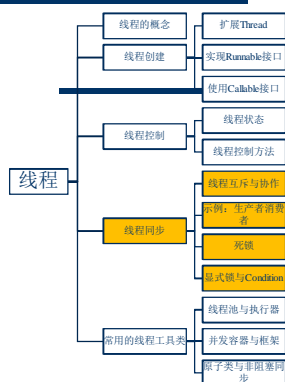 线程
线程的概念
线程创建
扩展Thread
实现Runnable接口
使用Callable接口
线程控制
线程状态
线程控制方法
线程同步
线程互斥与协作
示例：生产者消费
者
死锁
显式锁与Condition
常用的线程工具类
线程池与执行器
并发容器与框架
原子类与非阻塞同
步